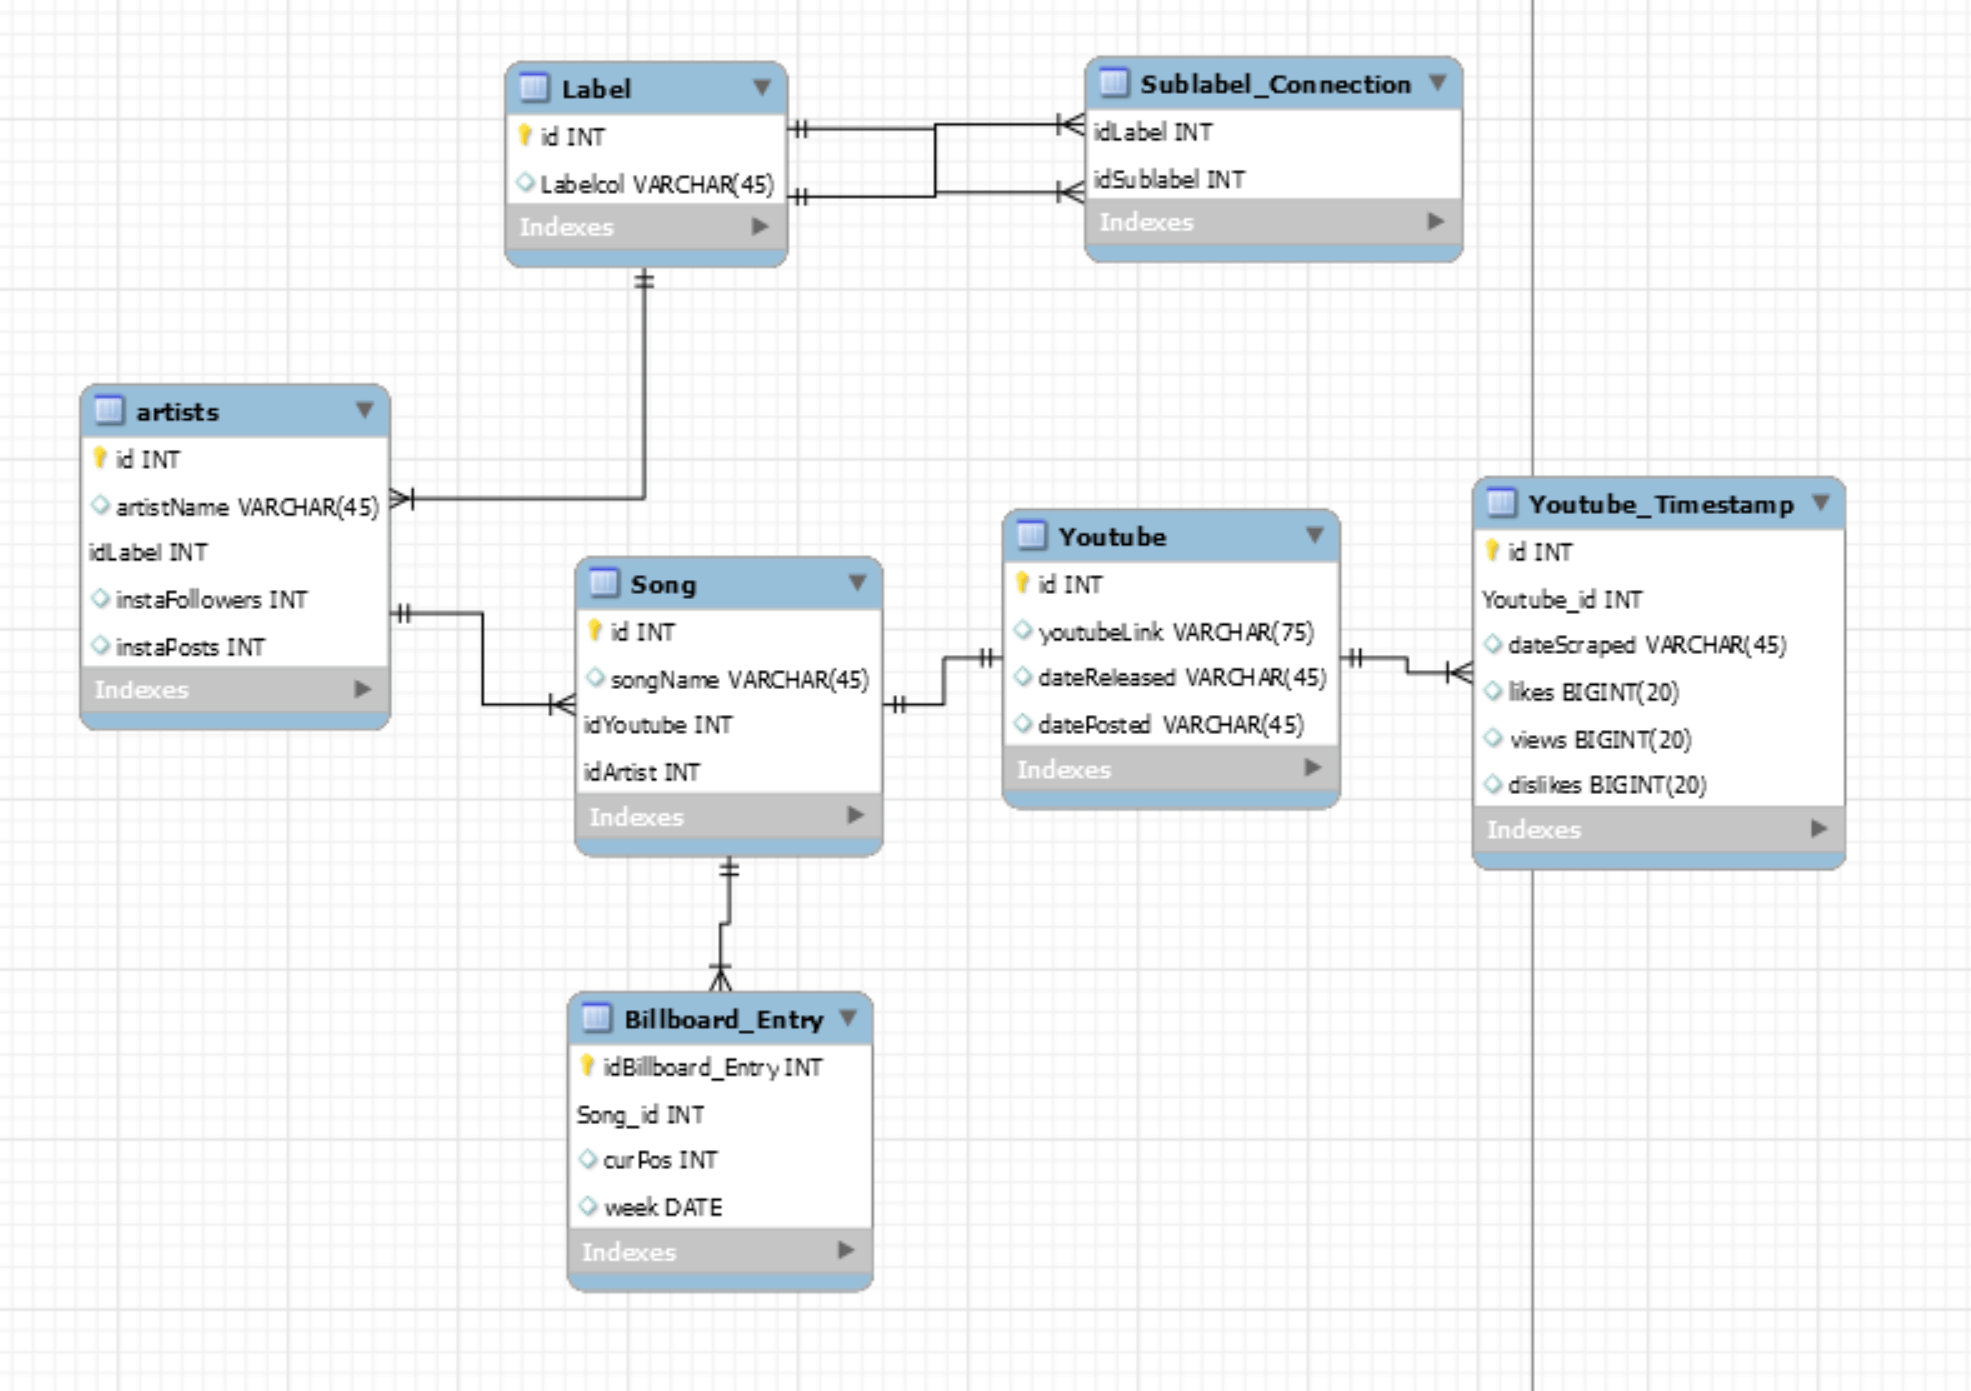 Label
id INT
Labelcol VARCHAR(45)
Indexes
Sublabel_Connection
idLabel INT
idSublabel INT
Indexes
artists
id INT
artistName VARCHAR(45)
idLabel INT
instaFollowers INT
instaPosts INT
Indexes
Song
id INT
songName VARCHAR(45)
idYoutube INT
idArtist INT
Indexes
Youtube
id INT
youtubeLink VARCHAR(75)
dateReleased VARCHAR(45)
datePosted VARCHAR(45)
Indexes
Youtube_Timestamp
id INT
Youtube_id INT
dateScraped VARCHAR(45)
likes BIGINT(20)
views BIGINT(20)
dislikes BIGINT(20)
Indexes
Billboard_Entry
idBillboard_Entry INT
Song_id INT
curPos INT
week DATE
Indexes